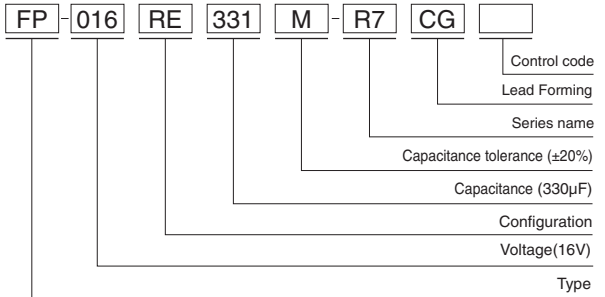 FP-016 RE 331 M-R7 CG
Control code
Lead Forming
Series name
Capacitance tolerance (±20%)
Capacitance (330µF)
Configuration
Voltage(16V)
Type